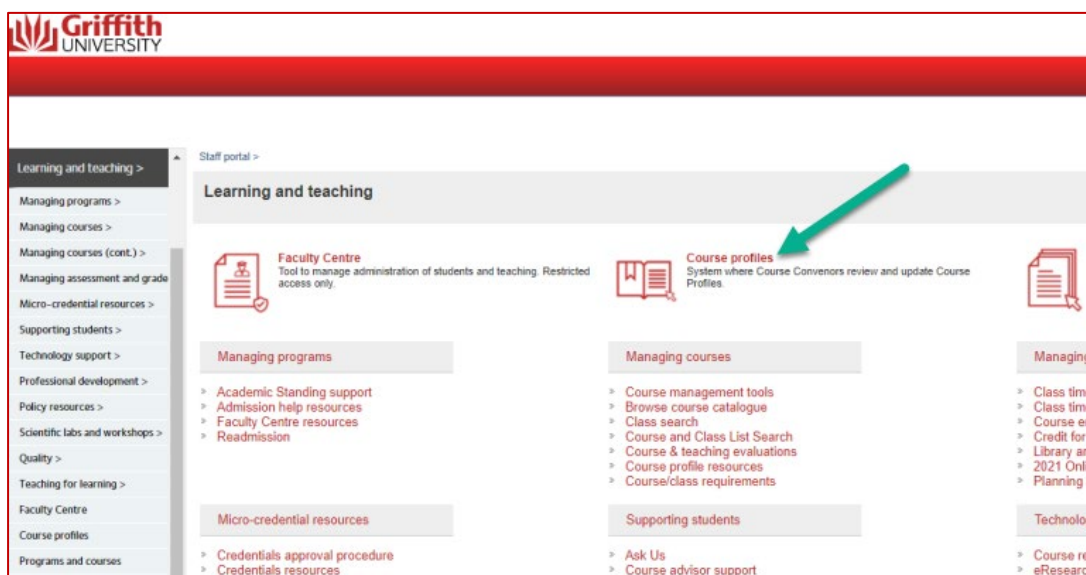 Griffith
UNIVERSITY
Learning and teaching >
Managing programs >
Managing courses >
Managing courses (cont.) >
Managing assessment and grade
Micro-credential resources >
Supporting students >
Technology support >
Professional development >
Policy resources >
Scientific labs and workshops >
Quality >
Teaching for learning >
Faculty Centre
Course profiles
Programs and courses
Staff portal >
Learning and teaching
Faculty Centre
Tool to manage administration of students and teaching. Restricted
access only.
Course profiles
System where Course Convenors review and update Course
Profiles.
Managing programs
Academic Standing support
Admission help resources
Faculty Centre resources
Readmission
Managing courses
Course management tools
Browse course catalogue
Class search
Course and Class List Search
Course & teaching evaluations
Course profile resources
Course/class requirements
Managing
Class tim
Class tim
Course e
Credit for
Library a
2021 Onl
Planning
Micro-credential resources
Credentials approval procedure
Credentials resources
Supporting students
Ask Us
Course advisor support
Technolo
Course re
eResearc